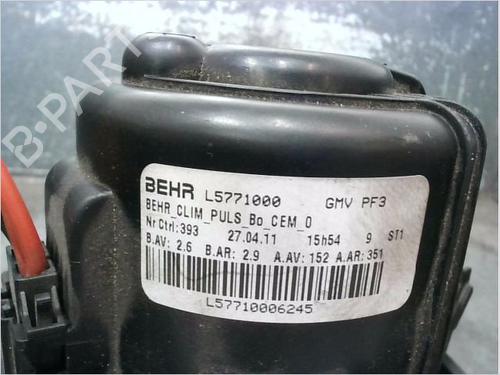 B-PARTS
BEHR L5771000 GMV PF3
BEHR_CLIM_PULS_Bo_CEM_0
Nr Ctrl:393 27.04.11 15h54 9 ST1
B.AV: 2.6 B.AR: 2.9 A.AV: 152 A.AR: 351
L57710006245